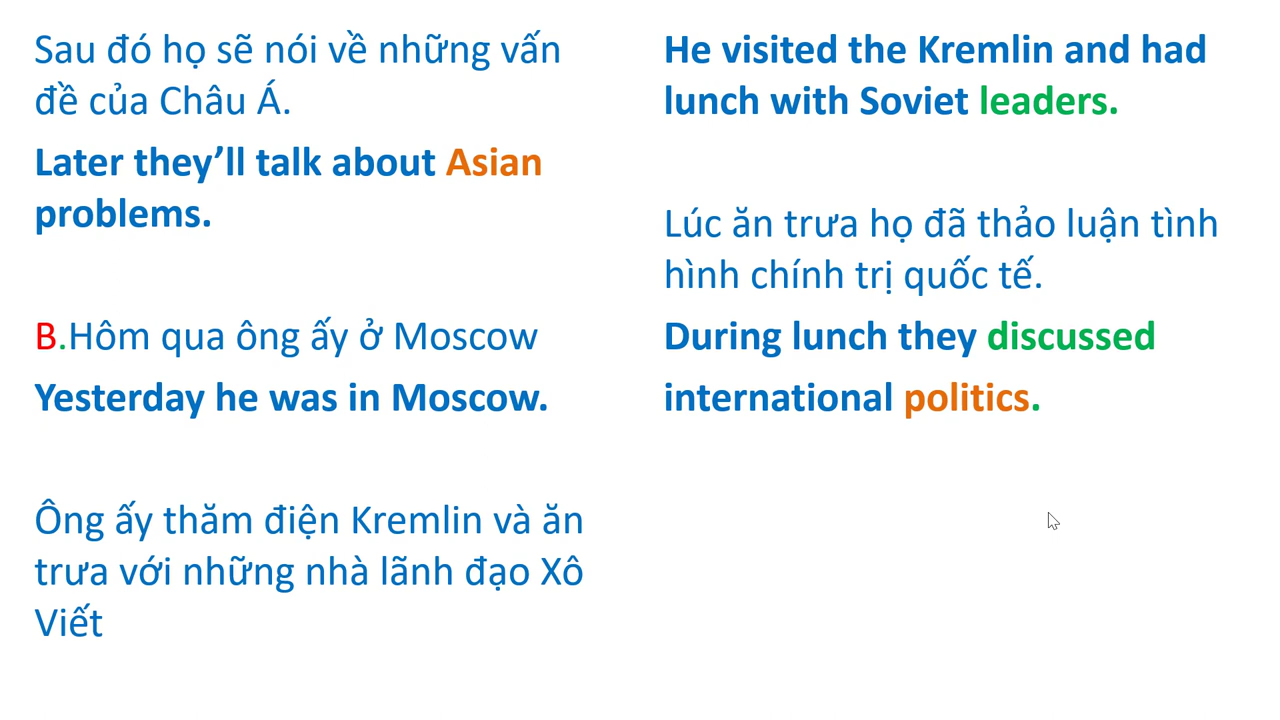 Sau đó họ sẽ nói về những vấn
đề của Châu Á.
Later they’ll talk about Asian
problems.
B.Hôm qua ông ấy ở Moscow
Yesterday he was in Moscow.
Ông ấy thăm điện Kremlin và ăn
trưa với những nhà lãnh đạo Xô
Viết
He visited the Kremlin and had
lunch with Soviet leaders.
Lúc ăn trưa họ đã thảo luận tình
hình chính trị quốc tế.
During lunch they discussed
international politics.